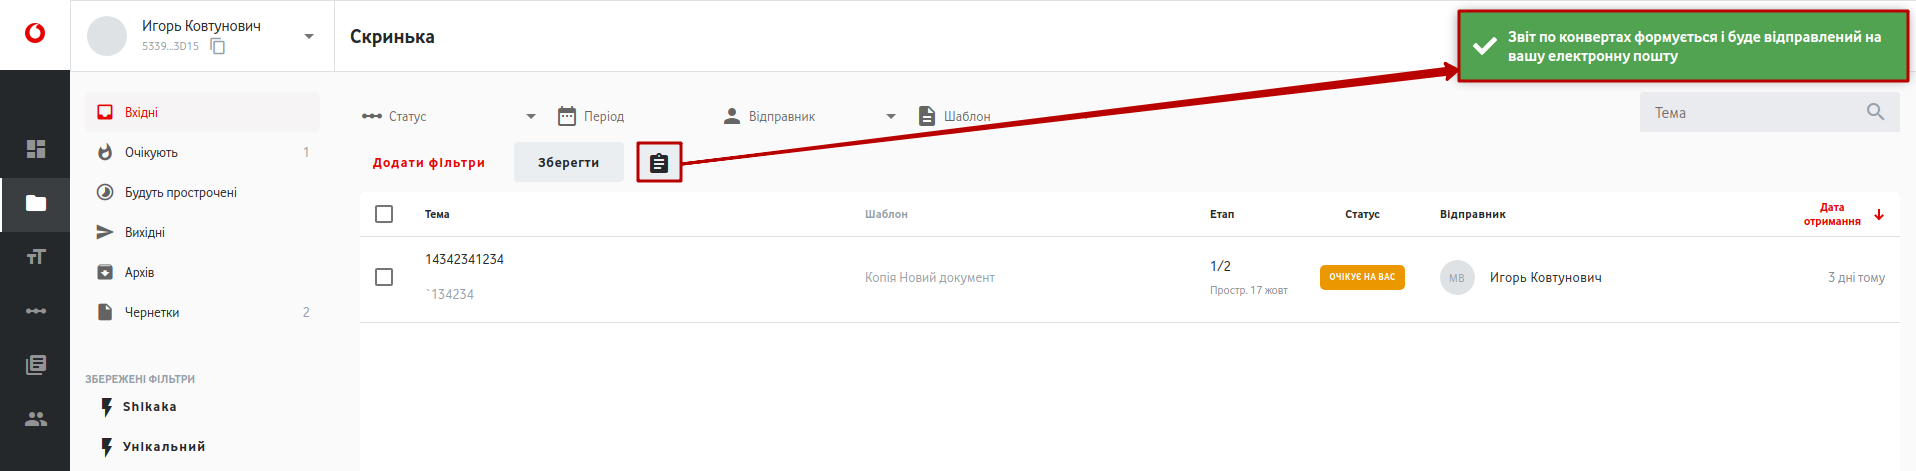 Игорь Ковтунович
5339...3D15
Скринька
Звіт по конвертах формується і буде відправлений на
вашу електронну пошту
Вхідні
Очікують 1
Будуть прострочені
Вихідні
Архів
Чернетки 2
ЗБЕРЕЖЕНІ ФІЛЬТРИ
Shikaka
Унікальний
Статус
Період
Відправник
Шаблон
Тема
Додати фільтри
Зберегти
Тема Шаблон Етап Статус Відправник Дата
отримання
14342341234
`134234
Копія Новий документ
1/2
Простр. 17 жовт
ОЧІКУЄ НА ВАС
МВ
Игорь Ковтунович
3 дні тому